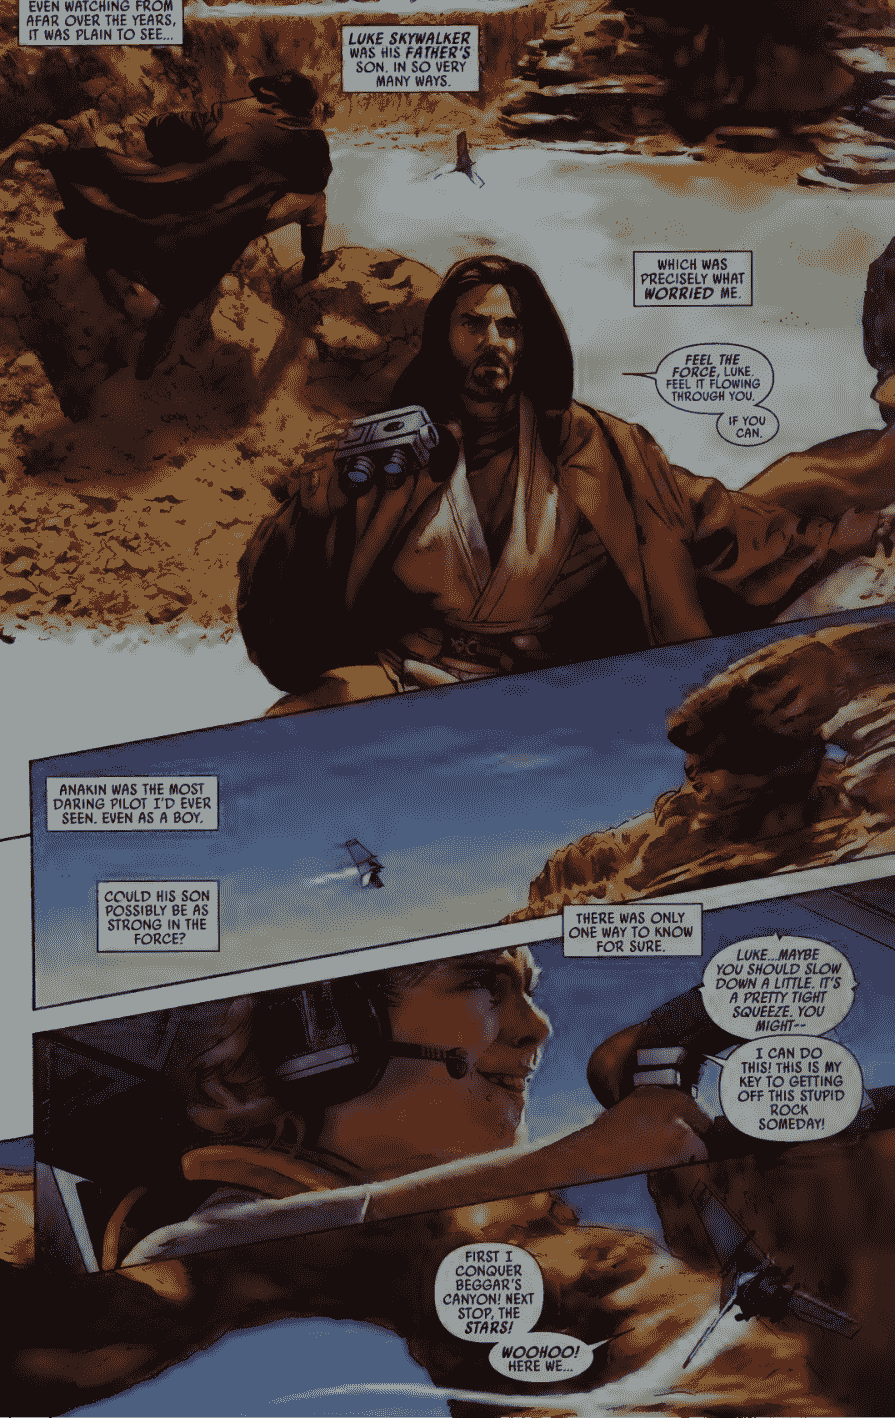 EVEN WATCHING FROM
AFAR OVER THE YEARS,
IT WAS PLAIN TO SEE...
LUKE SKYWALKER
WAS HIS FATHER'S
SON. IN SO VERY
MANY WAYS.
WHICH WAS
PRECISELY WHAT
WORRIED ME.
FEEL THE
FORCE, LUKE.
FEEL IT FLOWING
THROUGH YOU.
IF YOU
CAN.
ANAKIN WAS THE MOST
DARING PILOT I'D EVER
SEEN. EVEN AS A BOY.
COULD HIS SON
POSSIBLY BE AS
STRONG IN THE
FORCE?
THERE WAS ONLY
ONE WAY TO KNOW
FOR SURE.
LUKE...MAYBE
YOU SHOULD SLOW
DOWN A LITTLE. IT'S
A PRETTY TIGHT
SQUEEZE. YOU
MIGHT--
I CAN DO
THIS! THIS IS MY
KEY TO GETTING
OFF THIS STUPID
ROCK
SOMEDAY!
FIRST I
CONQUER
BEGGAR'S
CANYON! NEXT
STOP, THE
STARS!
WOOHOO!
HERE WE...